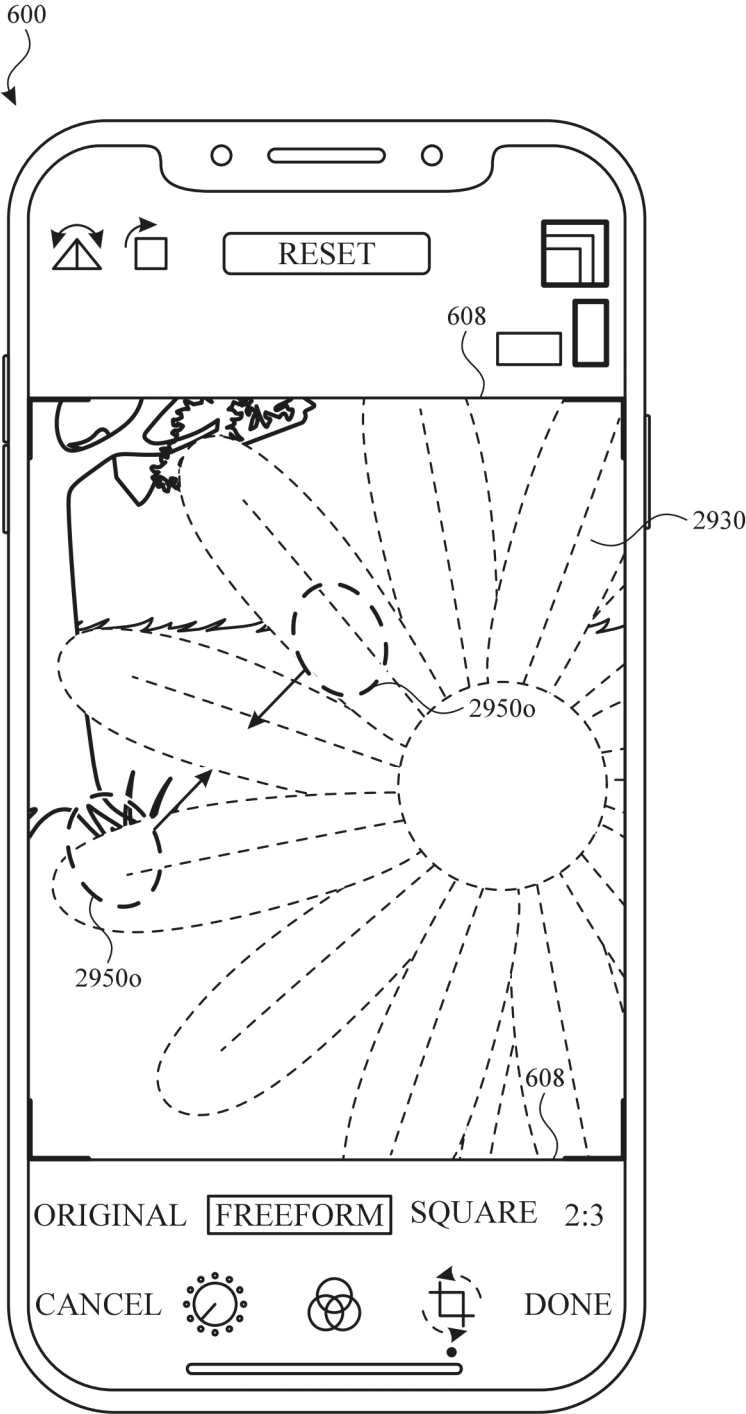 600
RESET
608
2930
2950o
2950o
608
ORIGINAL FREEFORM SQUARE 2:3
CANCEL DONE